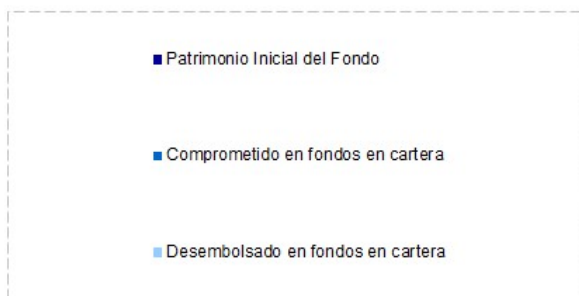 Patrimonio Inicial del Fondo
Comprometido en fondos en cartera
Desembolsado en fondos en cartera